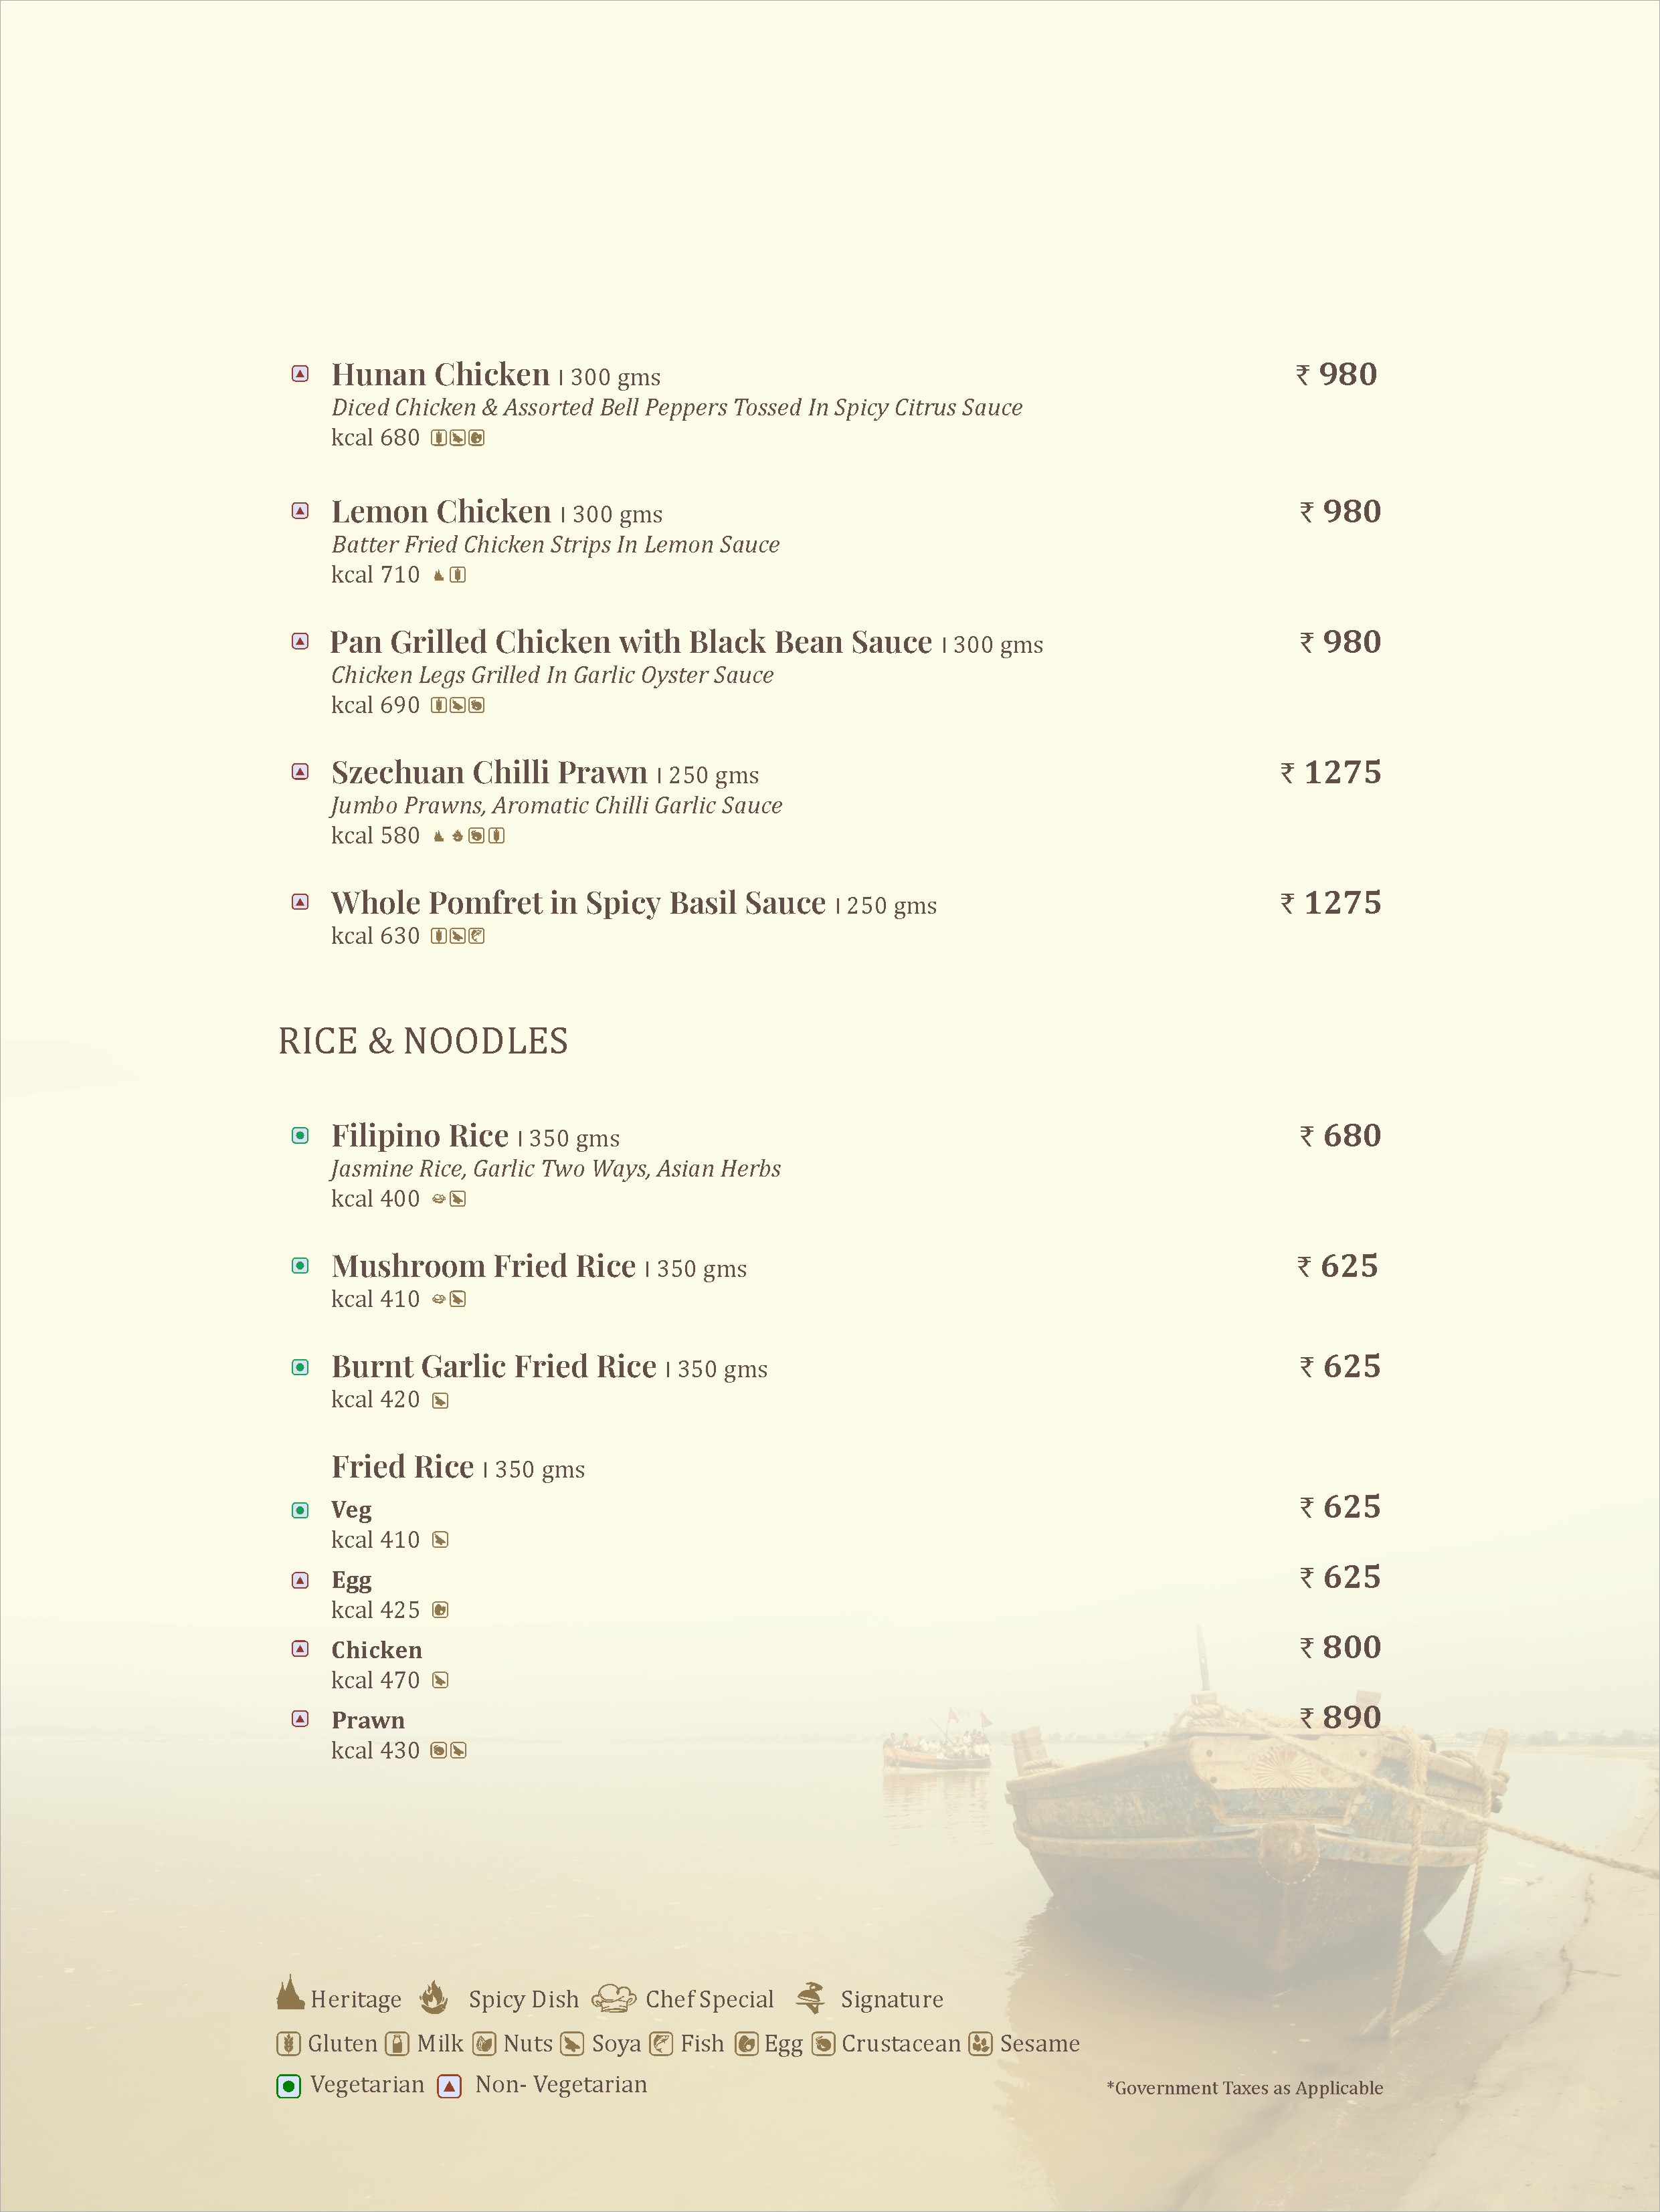 Hunan Chicken I 300 gms ₹ 980
Diced Chicken & Assorted Bell Peppers Tossed In Spicy Citrus Sauce
kcal 680
Lemon Chicken I 300 gms ₹ 980
Batter Fried Chicken Strips In Lemon Sauce
kcal 710
Pan Grilled Chicken with Black Bean Sauce I 300 gms ₹ 980
Chicken Legs Grilled In Garlic Oyster Sauce
kcal 690
Szechuan Chilli Prawn I 250 gms ₹ 1275
Jumbo Prawns, Aromatic Chilli Garlic Sauce
kcal 580
Whole Pomfret in Spicy Basil Sauce I 250 gms ₹ 1275
kcal 630
RICE & NOODLES
Filipino Rice I 350 gms ₹ 680
Jasmine Rice, Garlic Two Ways, Asian Herbs
kcal 400
Mushroom Fried Rice I 350 gms ₹ 625
kcal 410
Burnt Garlic Fried Rice I 350 gms ₹ 625
kcal 420
Fried Rice I 350 gms
Veg ₹ 625
kcal 410
Egg ₹ 625
kcal 425
Chicken ₹ 800
kcal 470
Prawn ₹ 890
kcal 430
Heritage Spicy Dish Chef Special Signature
Gluten Milk Nuts Soya Fish Egg Crustacean Sesame
Vegetarian Non- Vegetarian *Government Taxes as Applicable